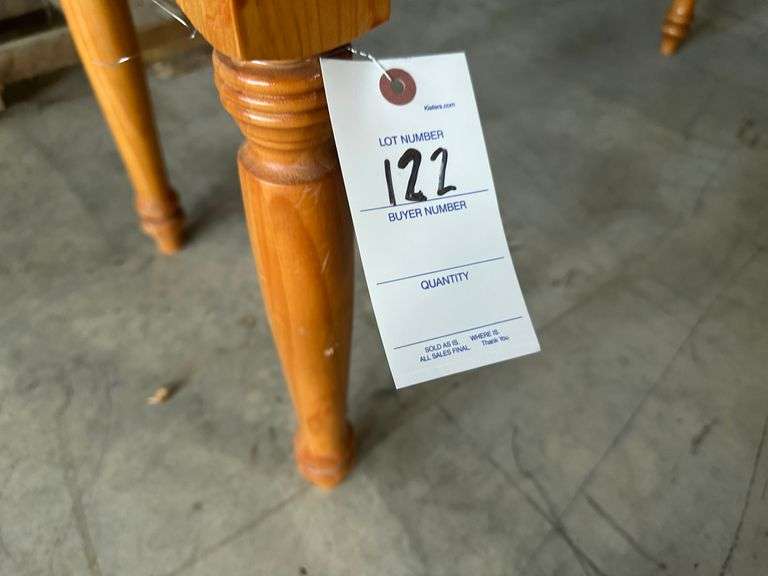 Kiefers.com
LOT NUMBER
122
BUYER NUMBER
QUANTITY
SOLD AS IS. WHERE IS.
ALL SALES FINAL Thank You